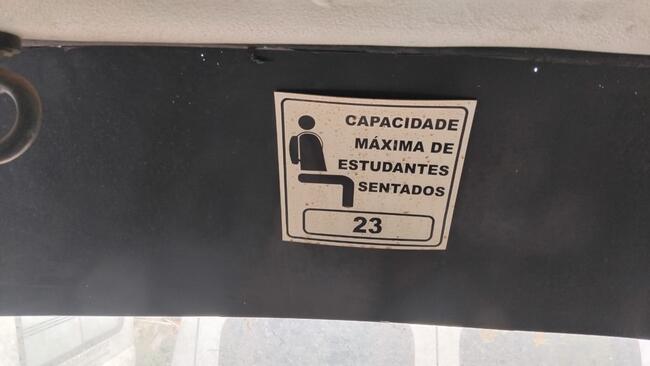 CAPACIDADE
MÁXIMA DE
ESTUDANTES
SENTADOS
23